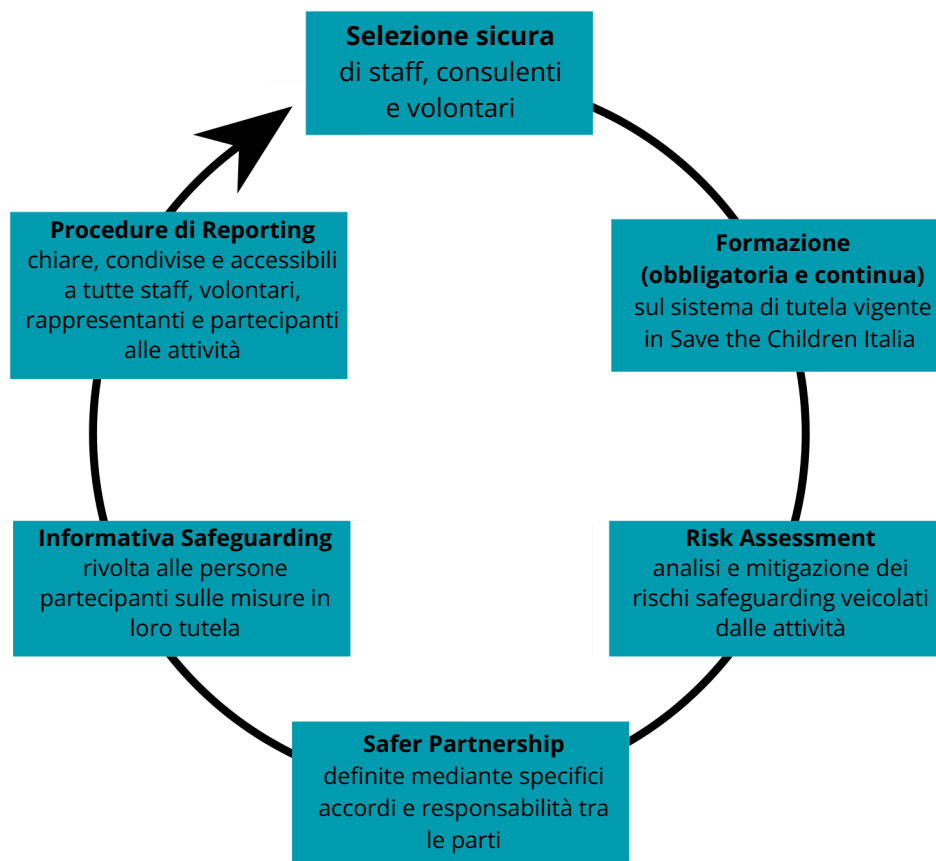 Selezione sicura
di staff, consulenti
e volontari
Formazione
(obbligatoria e continua)
sul sistema di tutela vigente
in Save the Children Italia
Risk Assessment
analisi e mitigazione dei
rischi safeguarding veicolati
dalle attività
Safer Partnership
definite mediante specifici
accordi e responsabilità tra
le parti
Informativa Safeguarding
rivolta alle persone
partecipanti sulle misure in
loro tutela
Procedure di Reporting
chiare, condivise e accessibili
a tutte staff, volontari,
rappresentanti e partecipanti
alle attività